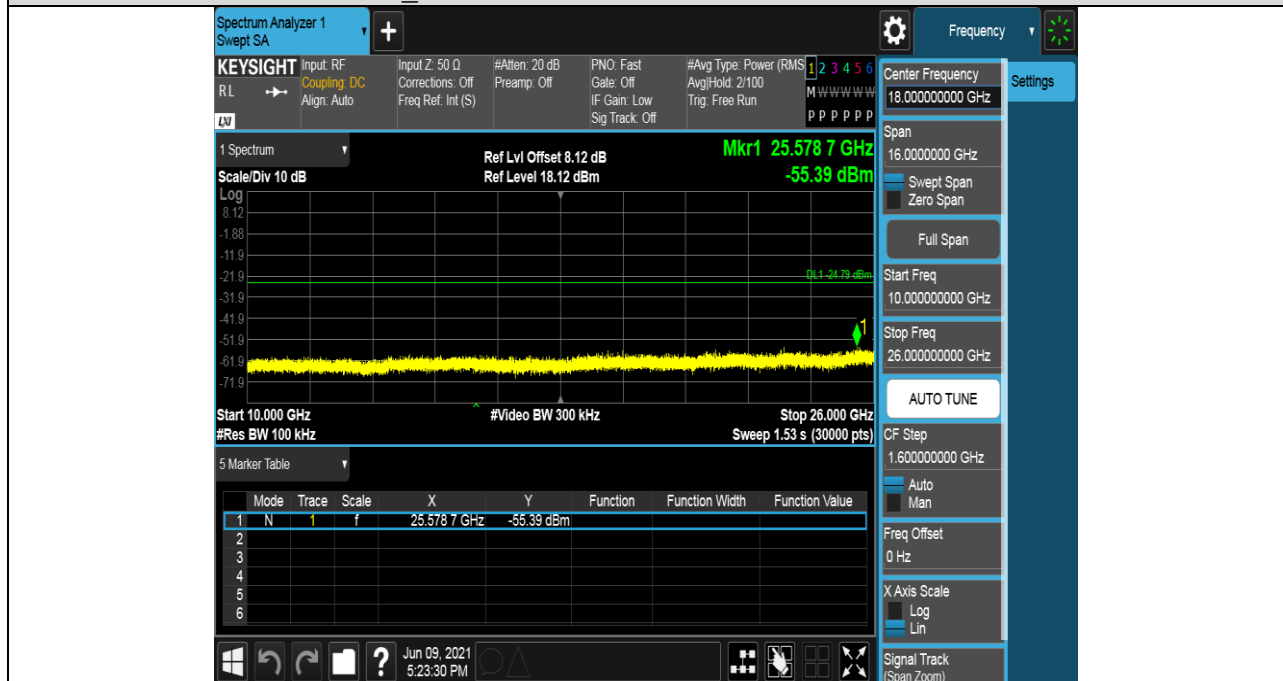 Spectrum Analyzer 1
Swept SA
+
Frequency
KEYSIGHT
RL
LXI
Input: RF
Coupling: DC
Align: Auto
Input Z: 50 Ω
Corrections: Off
Freq Ref: Int (S)
#Atten: 20 dB
Preamp: Off
PNO: Fast
Gate: Off
IF Gain: Low
Sig Track: Off
#Avg Type: Power (RMS
Avg|Hold: 2/100
Trig: Free Run
1 2 3 4 5 6
M W W W W W
P P P P P P
Center Frequency
18.000000000 GHz
Settings
Span
16.0000000 GHz
Swept Span
Zero Span
Full Span
Start Freq
10.000000000 GHz
Stop Freq
26.000000000 GHz
AUTO TUNE
CF Step
1.600000000 GHz
Auto
Man
Freq Offset
0 Hz
X Axis Scale
Log
Lin
Signal Track
(Span Zoom)
1 Spectrum
Scale/Div 10 dB
Ref Lvl Offset 8.12 dB
Ref Level 18.12 dBm
Mkr1 25.578 7 GHz
-55.39 dBm
Log
8.12
-1.88
-11.9
-21.9
-31.9
-41.9
-51.9
-61.9
-71.9
DL1 -24.79 dBm
1
Start 10.000 GHz
#Res BW 100 kHz
#Video BW 300 kHz
Stop 26.000 GHz
Sweep 1.53 s (30000 pts)
5 Marker Table
Mode Trace Scale X Y Function Function Width Function Value
1 N 1 f 25.578 7 GHz -55.39 dBm
2
3
4
5
6
?
Jun 09, 2021
5:23:30 PM